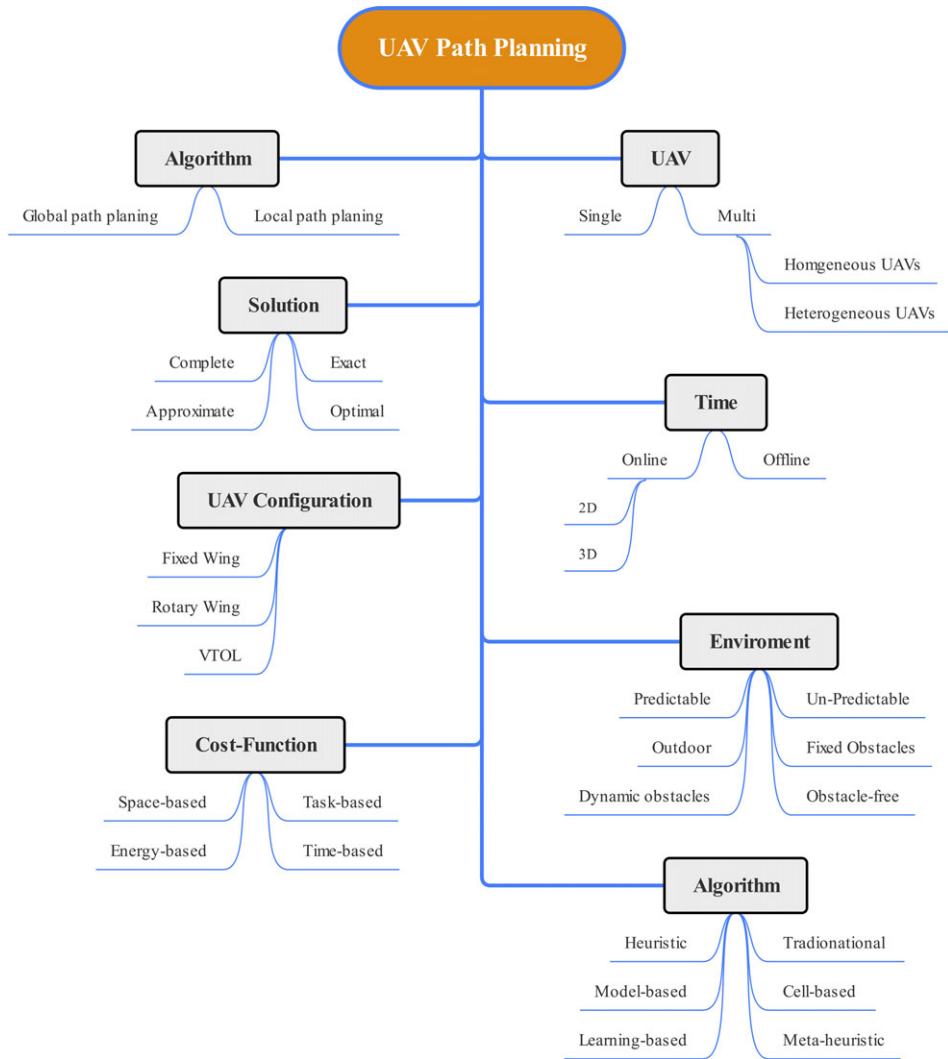 UAV Path Planning
Algorithm
Global path planing
Local path planing
UAV
Single
Multi
Homgeneous UAVs
Heterogeneous UAVs
Solution
Complete
Exact
Approximate
Optimal
Time
Online
Offline
2D
3D
UAV Configuration
Fixed Wing
Rotary Wing
VTOL
Enviroment
Predictable
Un-Predictable
Outdoor
Fixed Obstacles
Dynamic obstacles
Obstacle-free
Cost-Function
Space-based
Task-based
Energy-based
Time-based
Algorithm
Heuristic
Tradionational
Model-based
Cell-based
Learning-based
Meta-heuristic